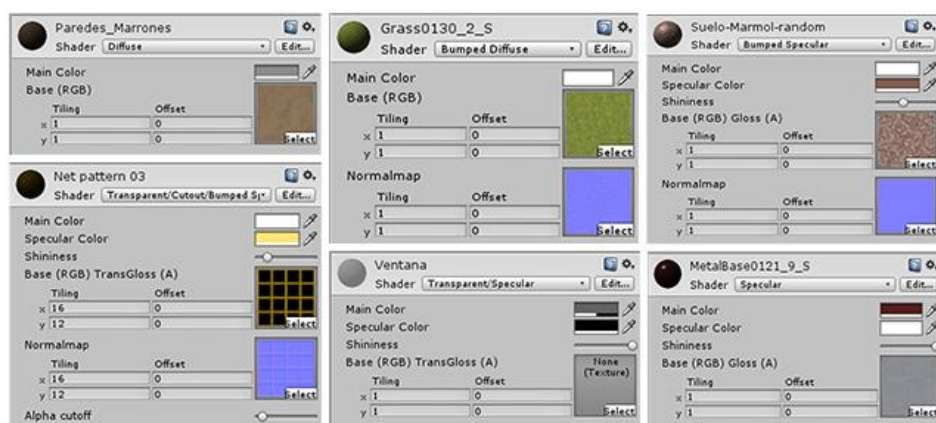 Paredes_Marrones
Shader Diffuse Edit...
Main Color
Base (RGB)
Tiling Offset
x 1 0
y 1 0
Select
Net pattern 03
Shader Transparent/Cutout/Bumped Sp Edit...
Main Color
Specular Color
Shininess
Base (RGB) TransGloss (A)
Tiling Offset
x 16 0
y 12 0
Select
Normalmap
Tiling Offset
x 16 0
y 12 0
Select
Alpha cutoff
Grass0130_2_S
Shader Bumped Diffuse Edit...
Main Color
Base (RGB)
Tiling Offset
x 1 0
y 1 0
Select
Normalmap
Tiling Offset
x 1 0
y 1 0
Select
Ventana
Shader Transparent/Specular Edit...
Main Color
Specular Color
Shininess
Base (RGB) TransGloss (A)
None
(Texture)
Tiling Offset
x 1 0
y 1 0
Select
Suelo-Marmol-random
Shader Bumped Specular Edit...
Main Color
Specular Color
Shininess
Base (RGB) Gloss (A)
Tiling Offset
x 1 0
y 1 0
Select
Normalmap
Tiling Offset
x 1 0
y 1 0
Select
MetalBase0121_9_S
Shader Specular Edit...
Main Color
Specular Color
Shininess
Base (RGB) Gloss (A)
Tiling Offset
x 1 0
y 1 0
Select